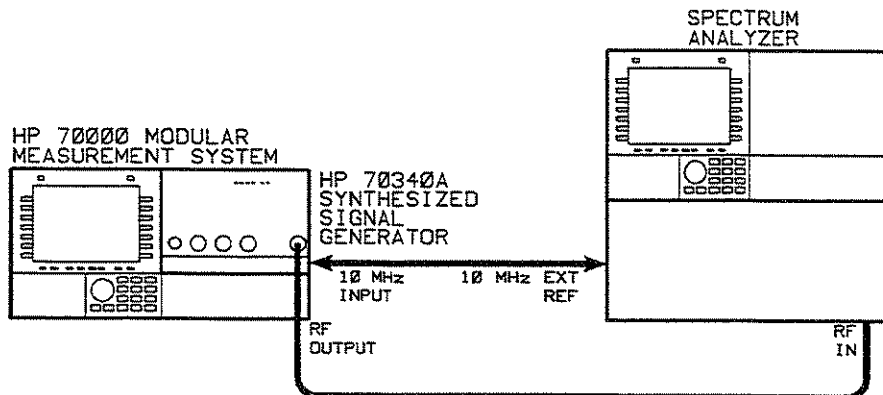 SPECTRUM
ANALYZER
HP 70000 MODULAR
MEASUREMENT SYSTEM
HP 70340A
SYNTHESIZED
SIGNAL
GENERATOR
10 MHz
INPUT
10 MHz EXT
REF
RF
OUTPUT
RF
IN